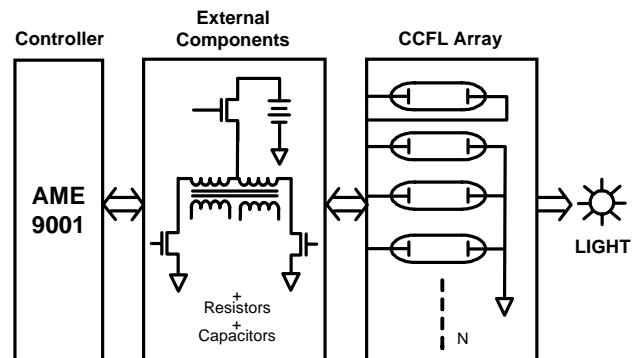 Controller
External
Components
CCFL Array
AME
9001
LIGHT
+
Resistors
+
Capacitors
N